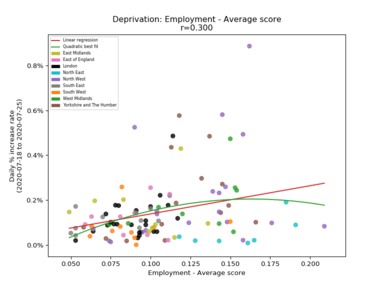 Deprivation: Employment - Average score
r=0.300
Linear regression
Quadratic best fit
East Midlands
East of England
London
North East
North West
South East
South West
West Midlands
Yorkshire and The Humber
Daily % increase rate
(2020-07-18 to 2020-07-25)
0.8%
0.6%
0.4%
0.2%
0.0%
0.050
0.075
0.100
0.125
0.150
0.175
0.200
Employment - Average score